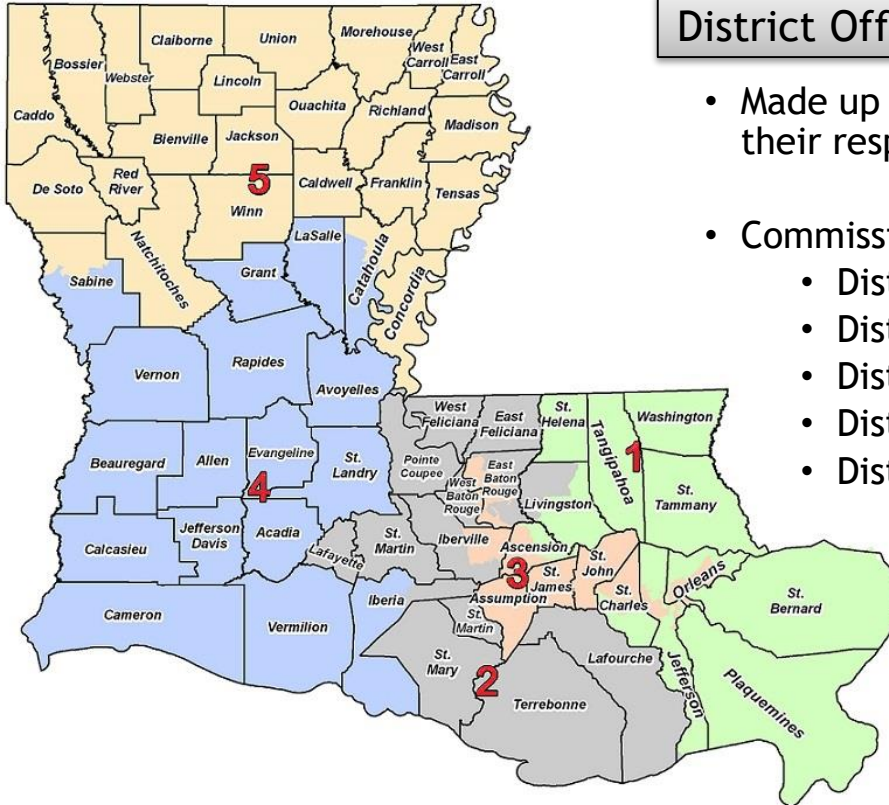 District Off
• Made up
their resp
• Commissi
• Dist
• Dist
• Dist
• Dist
• Dist
Claiborne
Union
Morehouse
West
Carroll
East
Carroll
Bossier
Webster
Lincoln
Caddo
Ouachita
Richland
Madison
Bienville
Jackson
De Soto
Red
River
5
Winn
Caldwell
Franklin
Tensas
Natchitoches
LaSalle
Catahoula
Concordia
Sabine
Grant
Vernon
Rapides
Avoyelles
Beauregard
Allen
Evangeline
4
St.
Landry
Calcasieu
Jefferson
Davis
Acadia
Lafayette
St.
Martin
Cameron
Vermilion
Iberia
West
Feliciana
East
Feliciana
St.
Helena
Tangipahoa
1
Washington
Pointe
Coupee
West
Baton
Rouge
East
Baton
Rouge
Livingston
St.
Tammany
Iberville
Ascension
3
St.
James
St.
John
Assumption
St.
Charles
Orleans
St.
Bernard
St.
Martin
St.
Mary
2
Lafourche
Jefferson
Plaquemines
Terrebonne